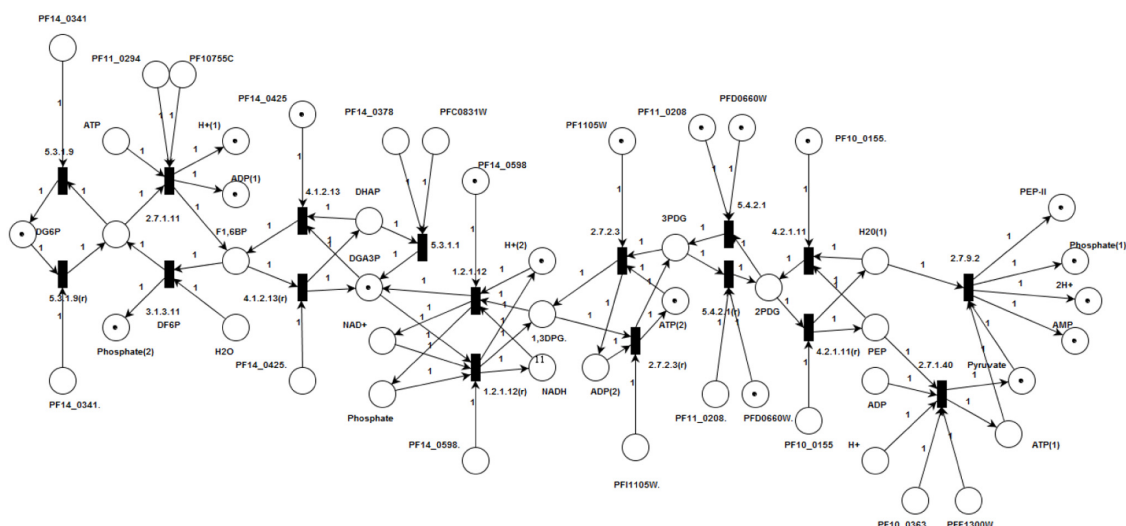 PF14_0341
PF11_0294
PF10755C
ATP
H+(1)
PF14_0425
PF14_0378
PFC0831W
PF1105W
PF11_0208
PFD0660W
PF10_0155.
5.3.1.9
ADP(1)
4.1.2.13
DHAP
PF14_0598
5.4.2.1
PEP-II
DG6P
2.7.1.11
F1,6BP
DGA3P
5.3.1.1
H+(2)
2.7.2.3
3PDG
4.2.1.11
H20(1)
Phosphate(1)
2.7.9.2
2H+
5.3.1.9(r)
3.1.3.11
DF6P
4.1.2.13(r)
1.2.1.12
5.4.2.1(r)
2PDG
AMP
Phosphate(2)
H2O
NAD+
1,3DPG.
ATP(2)
4.2.1.11(r)
PEP
PF14_0425.
11
2.7.2.3(r)
2.7.1.40
Pyruvate
PF14_0341.
Phosphate
1.2.1.12(r)
NADH
ADP(2)
ADP
PF14_0598.
PF11_0208.
PFD0660W.
PF10_0155
H+
ATP(1)
PFI1105W.
PF10_0363
PFF1300W